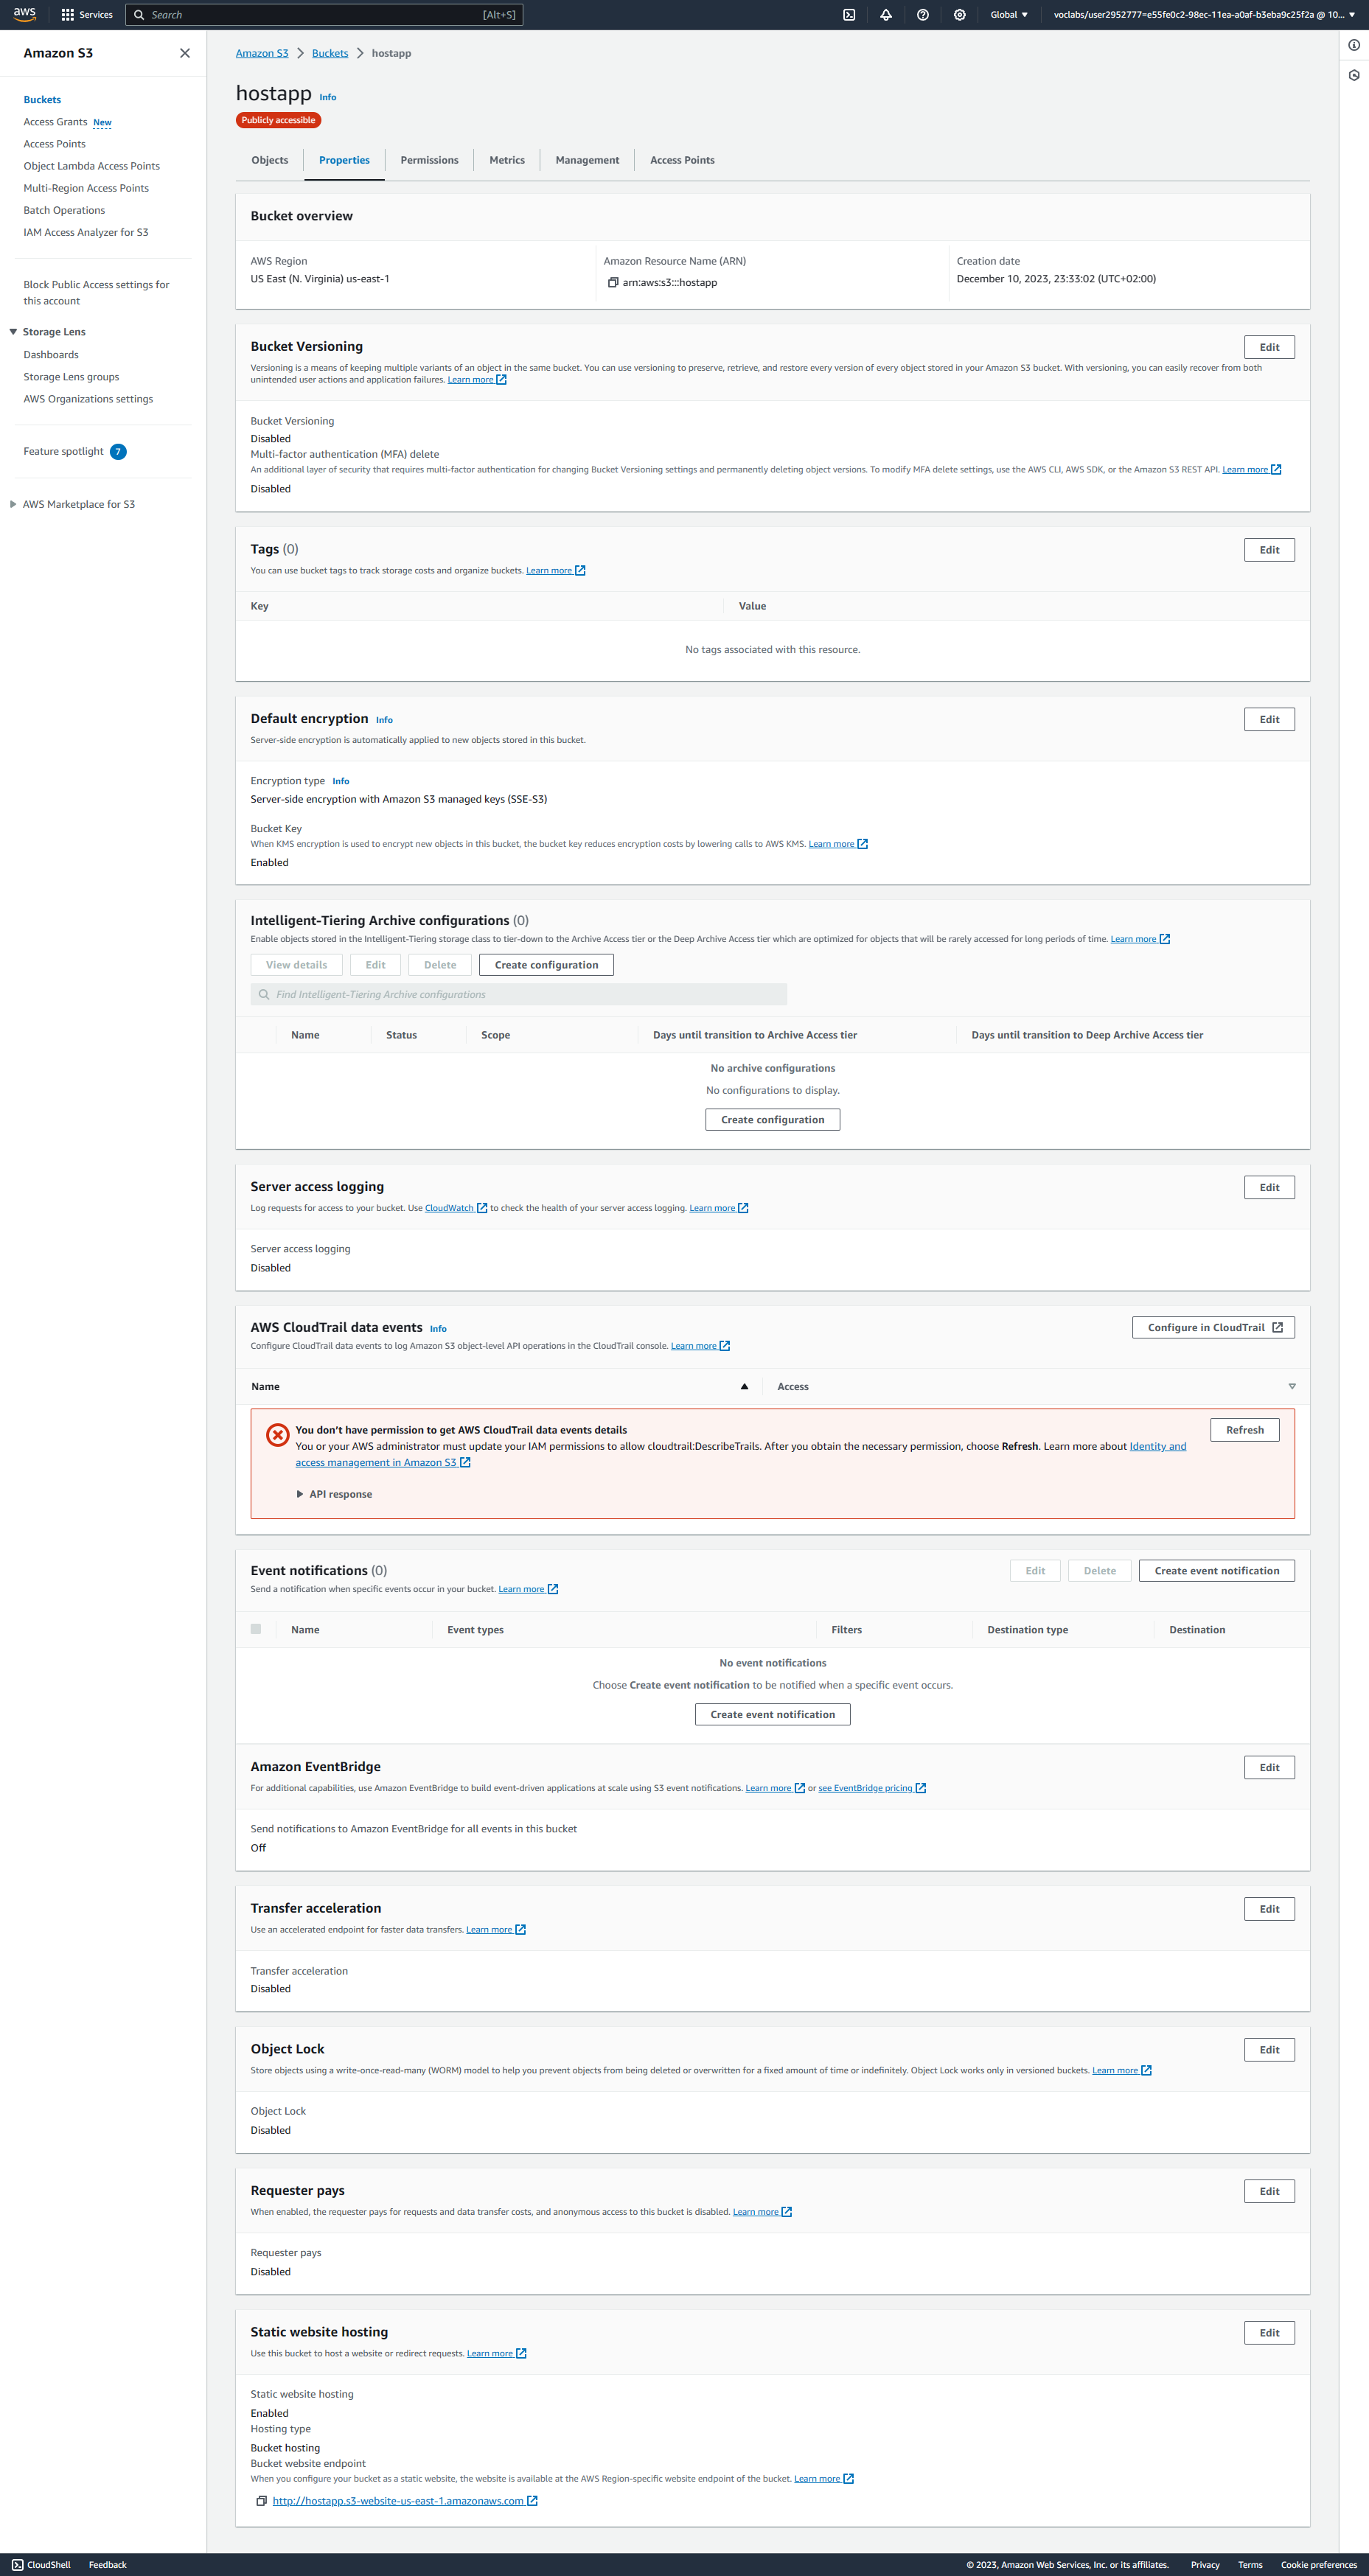 aws Services Search [Alt+S] Global voclabs/user2952777=e55fe0c2-98ec-11ea-a0af-b3eba9c25f2a @ 10...
Amazon S3
Buckets
Access Grants New
Access Points
Object Lambda Access Points
Multi-Region Access Points
Batch Operations
IAM Access Analyzer for S3
Block Public Access settings for
this account
Storage Lens
Dashboards
Storage Lens groups
AWS Organizations settings
Feature spotlight 7
AWS Marketplace for S3
Amazon S3 Buckets hostapp
hostapp Info
Publicly accessible
Objects Properties Permissions Metrics Management Access Points
Bucket overview
AWS Region Amazon Resource Name (ARN) Creation date
US East (N. Virginia) us-east-1 arn:aws:s3:::hostapp December 10, 2023, 23:33:02 (UTC+02:00)
Bucket Versioning Edit
Versioning is a means of keeping multiple variants of an object in the same bucket. You can use versioning to preserve, retrieve, and restore every version of every object stored in your Amazon S3 bucket. With versioning, you can easily recover from both
unintended user actions and application failures. Learn more
Bucket Versioning
Disabled
Multi-factor authentication (MFA) delete
An additional layer of security that requires multi-factor authentication for changing Bucket Versioning settings and permanently deleting object versions. To modify MFA delete settings, use the AWS CLI, AWS SDK, or the Amazon S3 REST API. Learn more
Disabled
Tags (0) Edit
You can use bucket tags to track storage costs and organize buckets. Learn more
Key Value
No tags associated with this resource.
Default encryption Info Edit
Server-side encryption is automatically applied to new objects stored in this bucket.
Encryption type Info
Server-side encryption with Amazon S3 managed keys (SSE-S3)
Bucket Key
When KMS encryption is used to encrypt new objects in this bucket, the bucket key reduces encryption costs by lowering calls to AWS KMS. Learn more
Enabled
Intelligent-Tiering Archive configurations (0)
Enable objects stored in the Intelligent-Tiering storage class to tier-down to the Archive Access tier or the Deep Archive Access tier which are optimized for objects that will be rarely accessed for long periods of time. Learn more
View details Edit Delete Create configuration
Find Intelligent-Tiering Archive configurations
Name Status Scope Days until transition to Archive Access tier Days until transition to Deep Archive Access tier
No archive configurations
No configurations to display.
Create configuration
Server access logging Edit
Log requests for access to your bucket. Use CloudWatch to check the health of your server access logging. Learn more
Server access logging
Disabled
AWS CloudTrail data events Info Configure in CloudTrail
Configure CloudTrail data events to log Amazon S3 object-level API operations in the CloudTrail console. Learn more
Name Access
You don't have permission to get AWS CloudTrail data events details Refresh
You or your AWS administrator must update your IAM permissions to allow cloudtrail:DescribeTrails. After you obtain the necessary permission, choose Refresh. Learn more about Identity and
access management in Amazon S3
API response
Event notifications (0) Edit Delete Create event notification
Send a notification when specific events occur in your bucket. Learn more
Name Event types Filters Destination type Destination
No event notifications
Choose Create event notification to be notified when a specific event occurs.
Create event notification
Amazon EventBridge Edit
For additional capabilities, use Amazon EventBridge to build event-driven applications at scale using S3 event notifications. Learn more or see EventBridge pricing
Send notifications to Amazon EventBridge for all events in this bucket
Off
Transfer acceleration Edit
Use an accelerated endpoint for faster data transfers. Learn more
Transfer acceleration
Disabled
Object Lock Edit
Store objects using a write-once-read-many (WORM) model to help you prevent objects from being deleted or overwritten for a fixed amount of time or indefinitely. Object Lock works only in versioned buckets. Learn more
Object Lock
Disabled
Requester pays Edit
When enabled, the requester pays for requests and data transfer costs, and anonymous access to this bucket is disabled. Learn more
Requester pays
Disabled
Static website hosting Edit
Use this bucket to host a website or redirect requests. Learn more
Static website hosting
Enabled
Hosting type
Bucket hosting
Bucket website endpoint
When you configure your bucket as a static website, the website is available at the AWS Region-specific website endpoint of the bucket. Learn more
http://hostapp.s3-website-us-east-1.amazonaws.com
CloudShell Feedback © 2023, Amazon Web Services, Inc. or its affiliates. Privacy Terms Cookie preferences